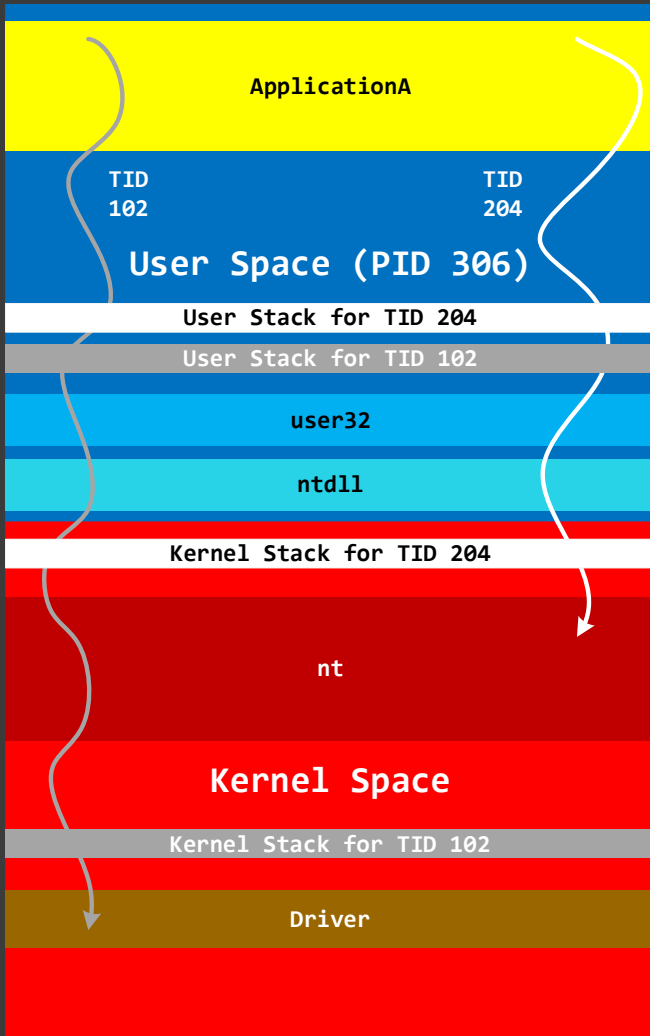 ApplicationA
TID
102
TID
204
User Space (PID 306)
User Stack for TID 204
User Stack for TID 102
user32
ntdll
Kernel Stack for TID 204
nt
Kernel Space
Kernel Stack for TID 102
Driver